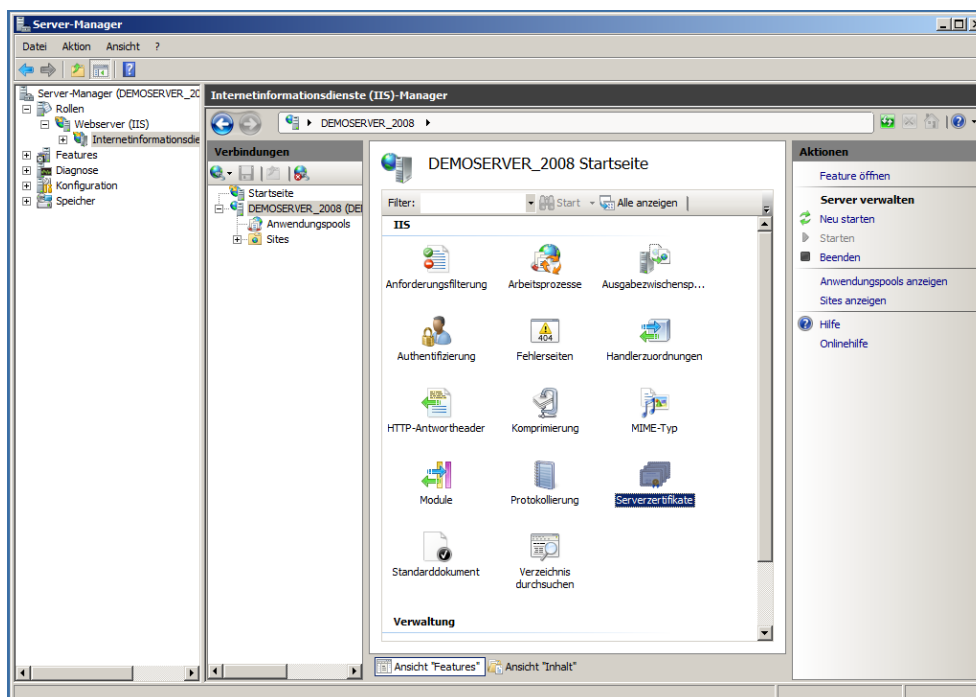 Server-Manager
Datei Aktion Ansicht ?
Server-Manager (DEMOSERVER_20
Rollen
Webserver (IIS)
Internetinformationsdie
Features
Diagnose
Konfiguration
Speicher
Internetinformationsdienste (IIS)-Manager
DEMOSERVER_2008
Verbindungen
Startseite
DEMOSERVER_2008 (DEI
Anwendungspools
Sites
DEMOSERVER_2008 Startseite
Filter: Start Alle anzeigen
IIS
Anforderungsfilterung Arbeitsprozesse Ausgabezwischensp...
404
Authentifizierung Fehlerseiten Handlerzuordnungen
HTTP-Antwortheader Komprimierung MIME-Typ
Module Protokollierung Serverzertifikate
Standarddokument Verzeichnis
durchsuchen
Verwaltung
Ansicht "Features" Ansicht "Inhalt"
Aktionen
Feature öffnen
Server verwalten
Neu starten
Starten
Beenden
Anwendungspools anzeigen
Sites anzeigen
Hilfe
Onlinehilfe